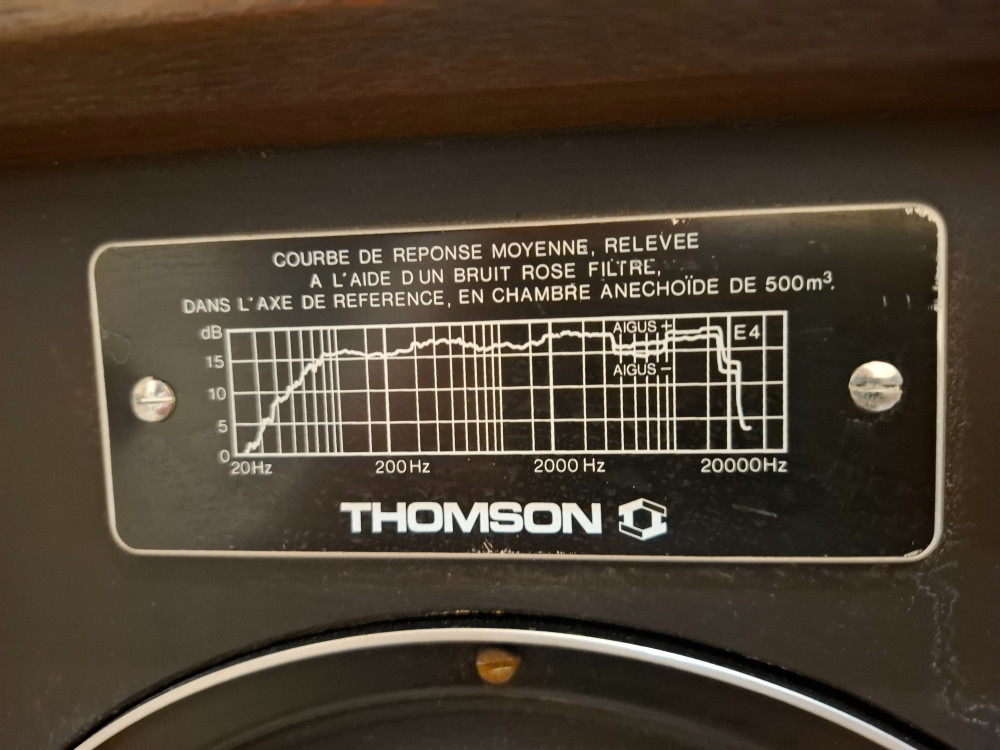 COURBE DE REPONSE MOYENNE, RELEVEE
A L'AIDE D'UN BRUIT ROSE FILTRE,
DANS L'AXE DE REFERENCE, EN CHAMBRE ANECHOÏDE DE 500m³.
dB
AIGUS +
E4
15
AIGUS −
10
5
0
20Hz 200Hz 2000Hz 20000Hz
THOMSON